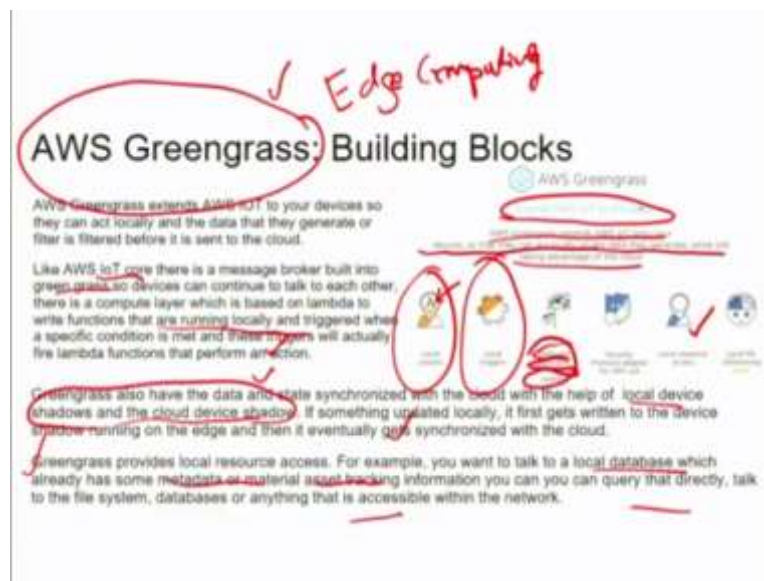 Edge Computing
AWS Greengrass: Building Blocks
AWS Greengrass
AWS Greengrass extends AWS IOT to your devices so
they can act locally and the data that they generate or
filter is filtered before it is sent to the cloud.
Like AWS IoT core there is a message broker built into
green grass so devices can continue to talk to each other,
there is a compute layer which is based on lambda to
write functions that are running locally and triggered when
a specific condition is met and these triggers will actually
fire lambda functions that perform an action.
taking advantage of the cloud
Local
Local
triggers
Greengrass also have the data and state synchronized with the cloud with the help of local device
shadows and the cloud device shadow. If something updated locally, it first gets written to the device
shadow running on the edge and then it eventually gets synchronized with the cloud.
Greengrass provides local resource access. For example, you want to talk to a local database which
already has some metadata or material asset tracking information you can you can query that directly, talk
to the file system, databases or anything that is accessible within the network.